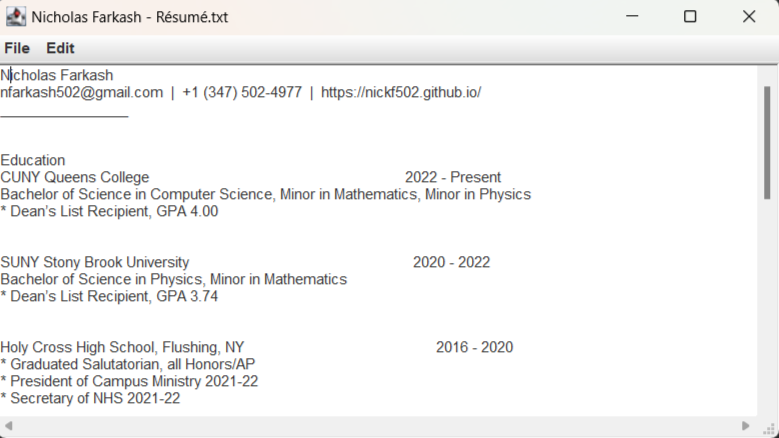 Nicholas Farkash - Résumé.txt
File Edit
Nicholas Farkash
nfarkash502@gmail.com | +1 (347) 502-4977 | https://nickf502.github.io/
________________
Education
CUNY Queens College 2022 - Present
Bachelor of Science in Computer Science, Minor in Mathematics, Minor in Physics
* Dean’s List Recipient, GPA 4.00
SUNY Stony Brook University 2020 - 2022
Bachelor of Science in Physics, Minor in Mathematics
* Dean’s List Recipient, GPA 3.74
Holy Cross High School, Flushing, NY 2016 - 2020
* Graduated Salutatorian, all Honors/AP
* President of Campus Ministry 2021-22
* Secretary of NHS 2021-22